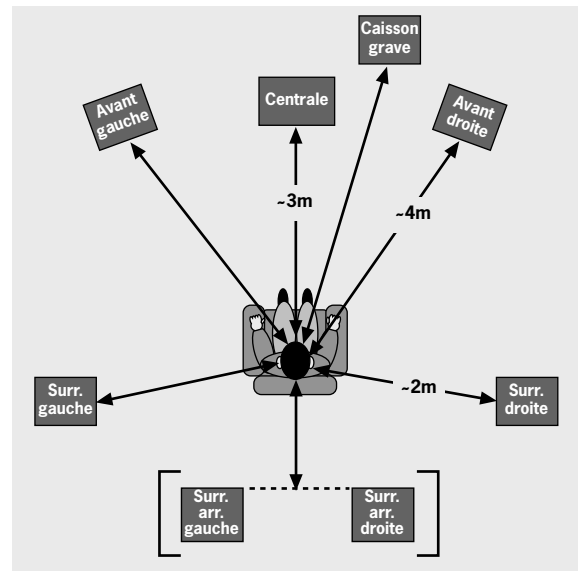 Caisson
grave
Avant
gauche
Centrale
Avant
droite
~3m
~4m
Surr.
gauche
~2m
Surr.
droite
Surr.
arr.
gauche
Surr.
arr.
droite